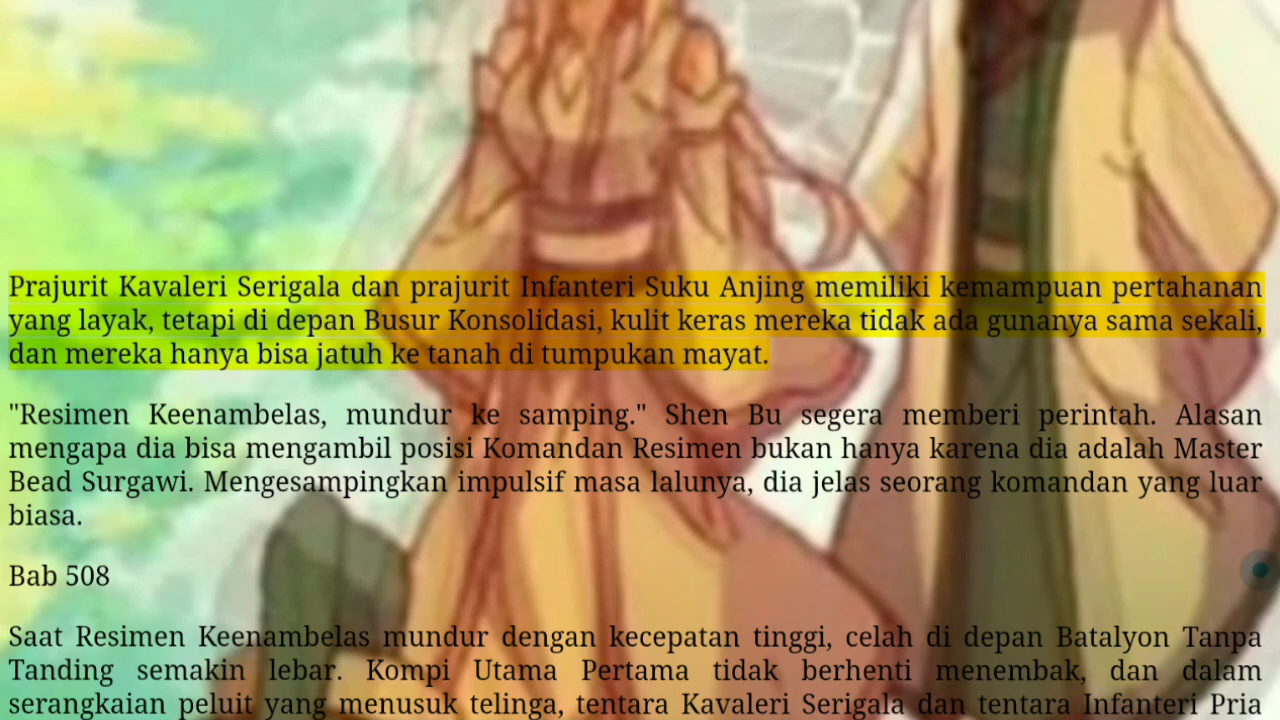 Prajurit Kavaleri Serigala dan prajurit Infanteri Suku Anjing memiliki kemampuan pertahanan
yang layak, tetapi di depan Busur Konsolidasi, kulit keras mereka tidak ada gunanya sama sekali,
dan mereka hanya bisa jatuh ke tanah di tumpukan mayat.
"Resimen Keenambelas, mundur ke samping." Shen Bu segera memberi perintah. Alasan
mengapa dia bisa mengambil posisi Komandan Resimen bukan hanya karena dia adalah Master
Bead Surgawi. Mengesampingkan impulsif masa lalunya, dia jelas seorang komandan yang luar
biasa.
Bab 508
Saat Resimen Keenambelas mundur dengan kecepatan tinggi, celah di depan Batalyon Tanpa
Tanding semakin lebar. Kompi Utama Pertama tidak berhenti menembak, dan dalam
serangkaian peluit yang menusuk telinga, tentara Kavaleri Serigala dan tentara Infanteri Pria